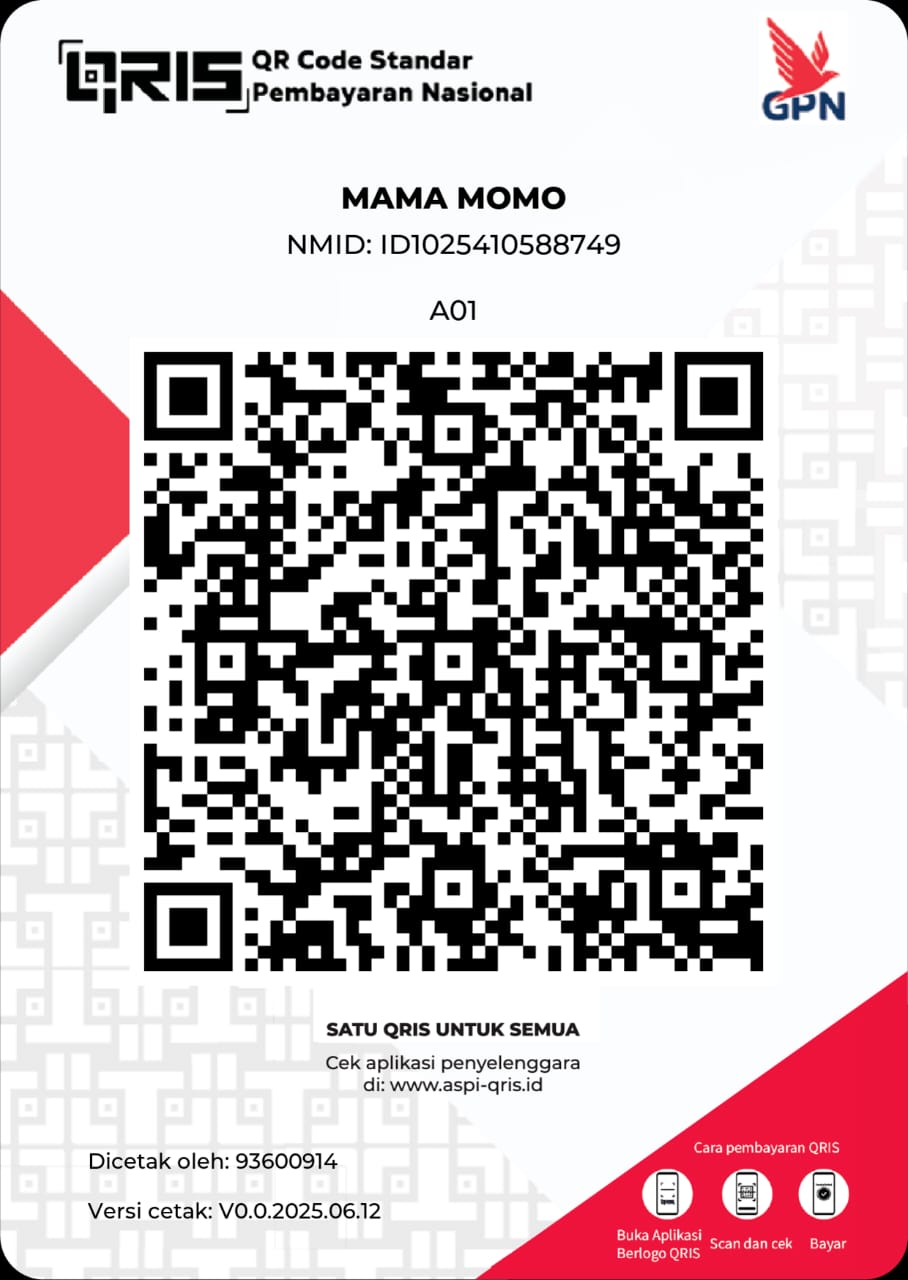 QRIS QR Code Standar
Pembayaran Nasional
GPN
MAMA MOMO
NMID: ID1025410588749
A01
SATU QRIS UNTUK SEMUA
Cek aplikasi penyelenggara
di: www.aspi-qris.id
Dicetak oleh: 93600914
Versi cetak: V0.0.2025.06.12
Cara pembayaran QRIS
Buka Aplikasi
Berlogo QRIS
Scan dan cek
Bayar